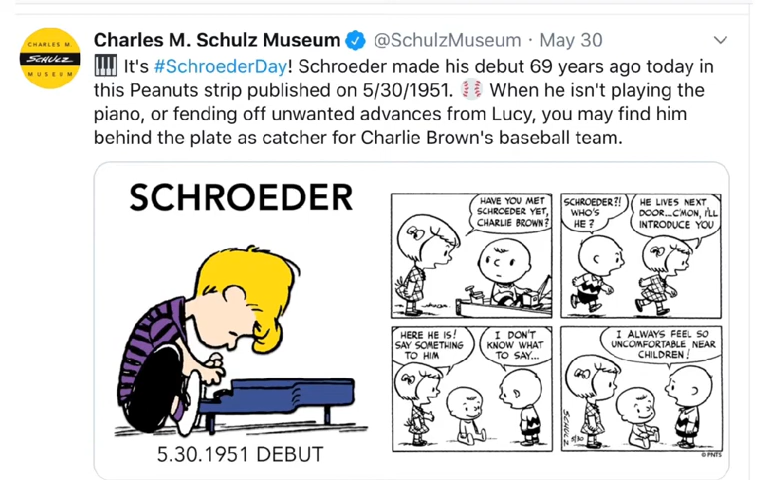 CHARLES M.
SCHULZ
MUSEUM
Charles M. Schulz Museum @SchulzMuseum · May 30
🎹 It's #SchroederDay! Schroeder made his debut 69 years ago today in
this Peanuts strip published on 5/30/1951. ⚾ When he isn't playing the
piano, or fending off unwanted advances from Lucy, you may find him
behind the plate as catcher for Charlie Brown's baseball team.
SCHROEDER
5.30.1951 DEBUT
HAVE YOU MET
SCHROEDER YET,
CHARLIE BROWN?
SCHROEDER?!
WHO'S
HE?
HE LIVES NEXT
DOOR...C'MON, I'LL
INTRODUCE YOU
HERE HE IS!
SAY SOMETHING
TO HIM
I DON'T
KNOW WHAT
TO SAY...
I ALWAYS FEEL SO
UNCOMFORTABLE NEAR
CHILDREN!
SCHULZ
5/30
© PNTS